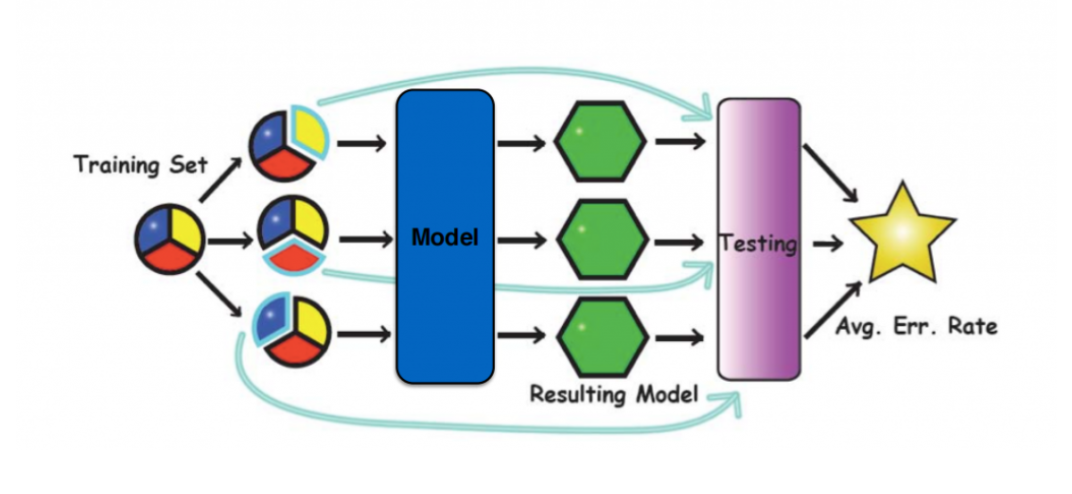 Training Set
Model
Testing
Avg. Err. Rate
Resulting Model